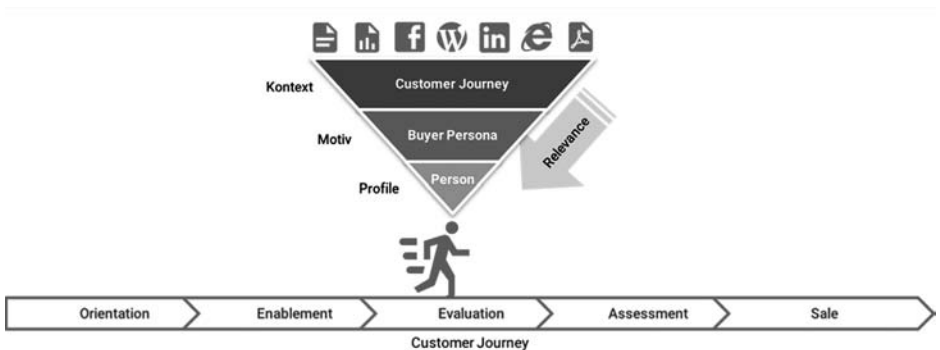 Kontext
Customer Journey
Motiv
Buyer Persona
Relevance
Profile
Person
Orientation
Enablement
Evaluation
Assessment
Sale
Customer Journey